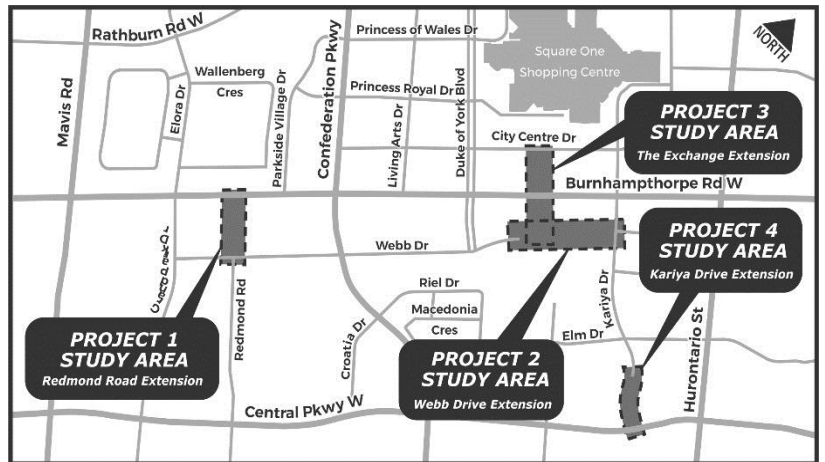 Rathburn Rd W
Princess of Wales Dr
NORTH
Square One
Shopping Centre
Wallenberg
Cres
Mavis Rd
Elora Dr
Parkside Village Dr
Confederation Pkwy
Princess Royal Dr
Living Arts Dr
Duke of York Blvd
City Centre Dr
PROJECT 3
STUDY AREA
The Exchange Extension
Burnhampthorpe Rd W
Webb Dr
PROJECT 4
STUDY AREA
Kariya Drive Extension
Redmond Rd
Riel Dr
Macedonia
Cres
Croatia Dr
Kariya Dr
Elm Dr
Hurontario St
PROJECT 1
STUDY AREA
Redmond Road Extension
PROJECT 2
STUDY AREA
Webb Drive Extension
Central Pkwy W